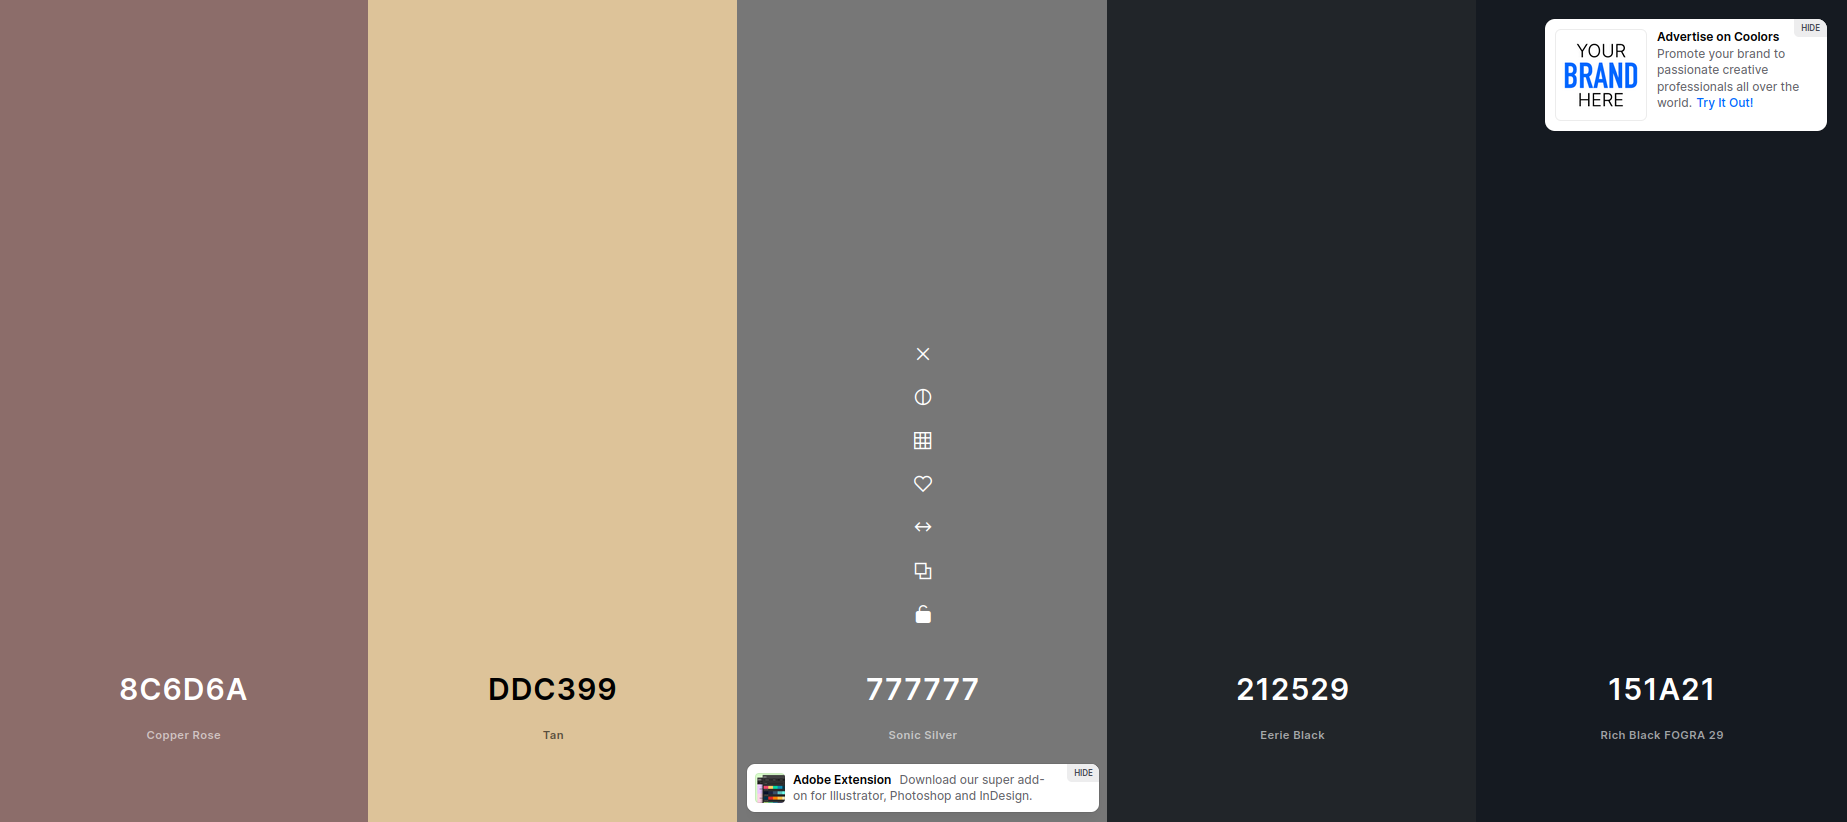 HIDE
YOUR
BRAND
HERE
Advertise on Coolors
Promote your brand to
passionate creative
professionals all over the
world. Try It Out!
8C6D6A
Copper Rose
DDC399
Tan
777777
Sonic Silver
212529
Eerie Black
151A21
Rich Black FOGRA 29
HIDE
Adobe Extension Download our super add-
on for Illustrator, Photoshop and InDesign.